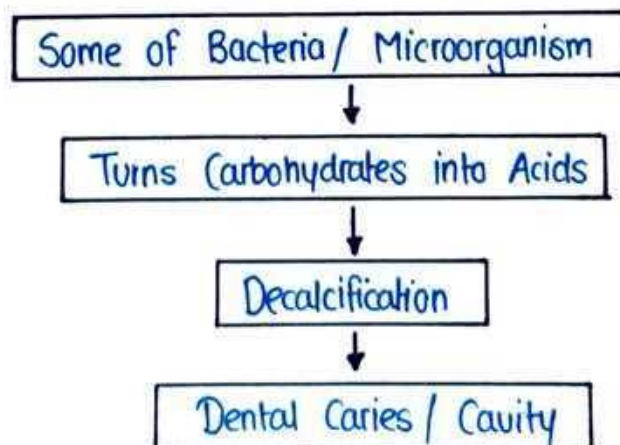 Some of Bacteria / Microorganism
Turns Carbohydrates into Acids
Decalcification
Dental Caries / Cavity